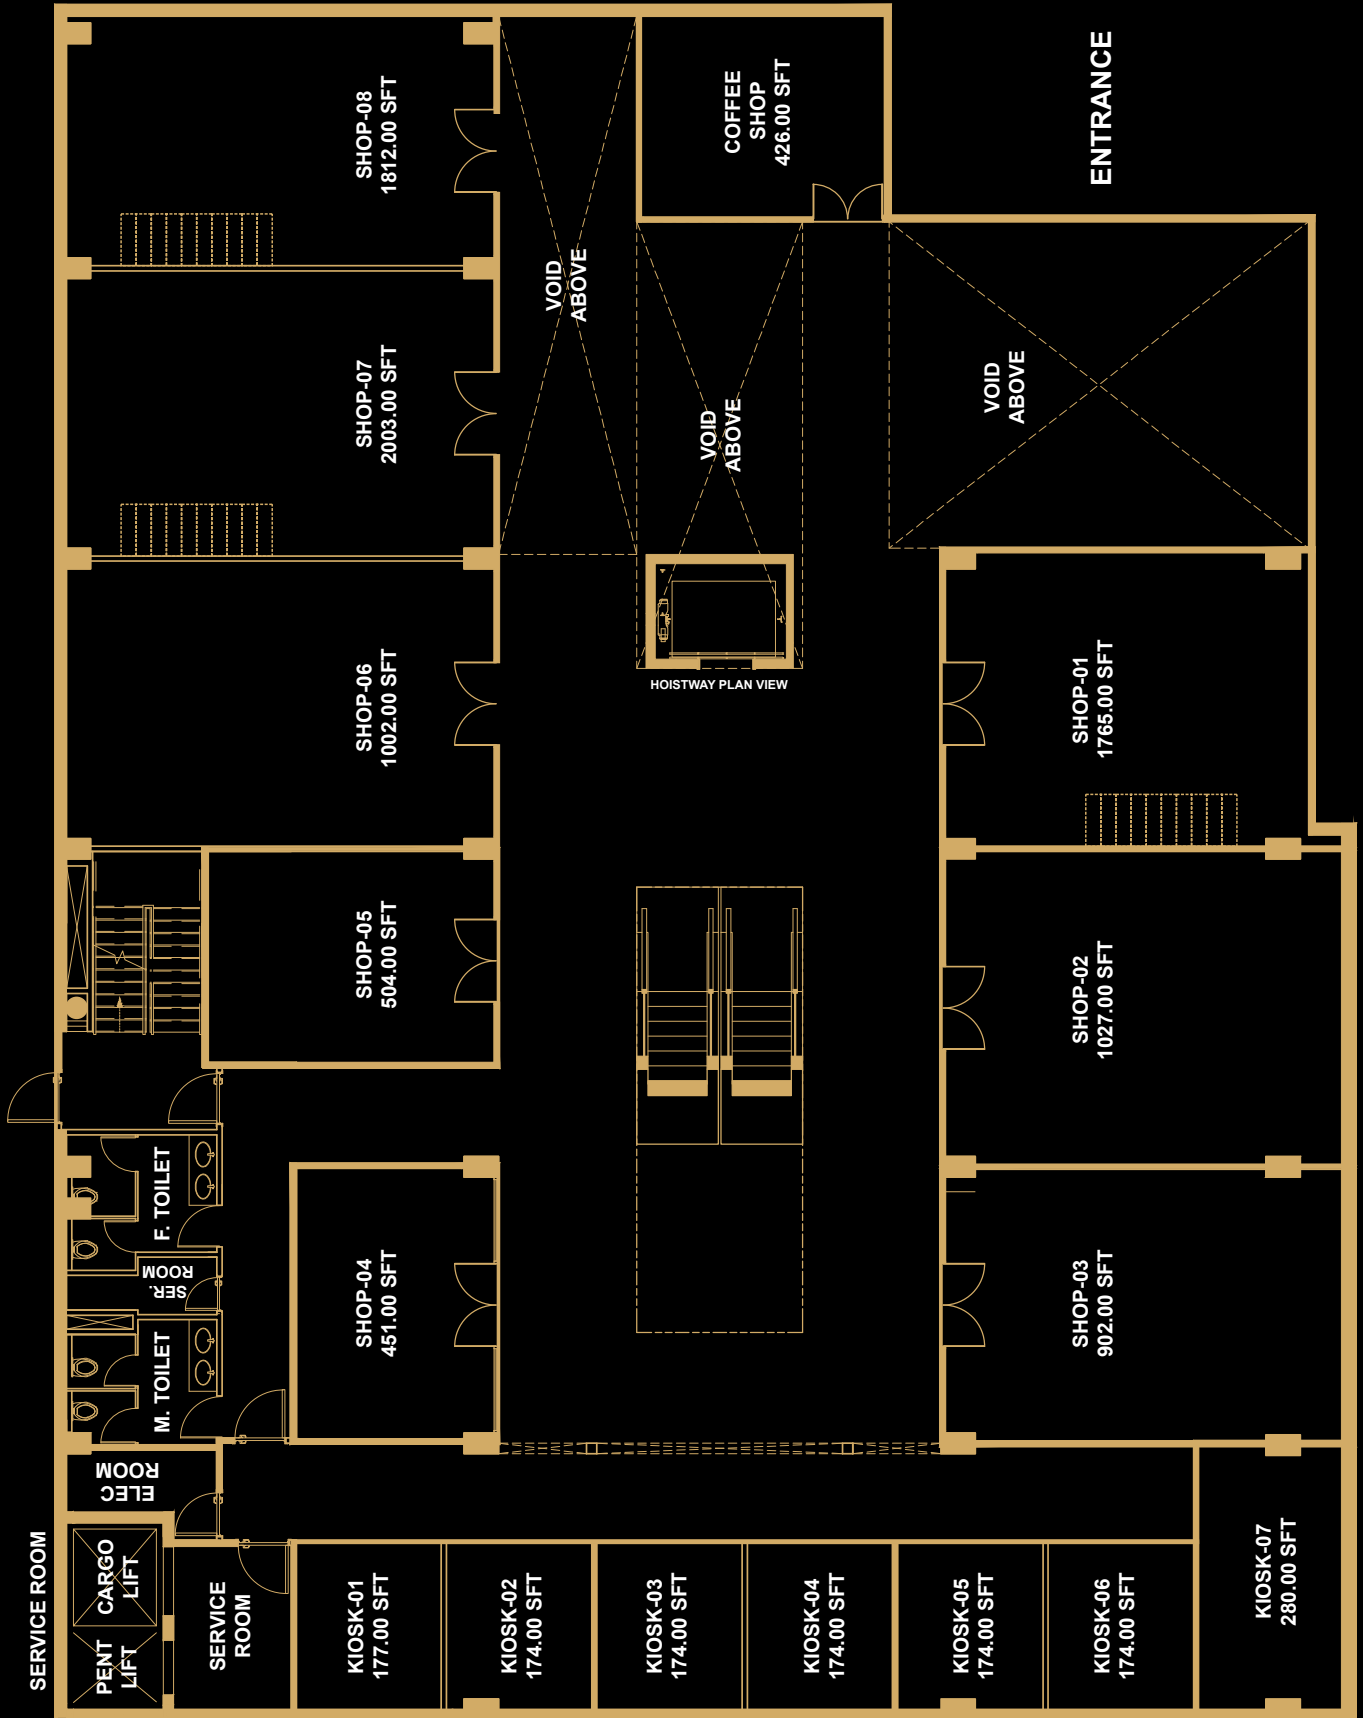 SHOP-08
1812.00 SFT
COFFEE
SHOP
426.00 SFT
ENTRANCE
SHOP-07
2003.00 SFT
VOID
ABOVE
VOID
ABOVE
VOID
ABOVE
SHOP-06
1002.00 SFT
HOISTWAY PLAN VIEW
SHOP-01
1765.00 SFT
SHOP-05
504.00 SFT
SHOP-02
1027.00 SFT
F. TOILET
SER.
ROOM
M. TOILET
SHOP-04
451.00 SFT
SHOP-03
902.00 SFT
ELEC
ROOM
SERVICE ROOM
CARGO
LIFT
PENT
LIFT
SERVICE
ROOM
KIOSK-01
177.00 SFT
KIOSK-02
174.00 SFT
KIOSK-03
174.00 SFT
KIOSK-04
174.00 SFT
KIOSK-05
174.00 SFT
KIOSK-06
174.00 SFT
KIOSK-07
280.00 SFT